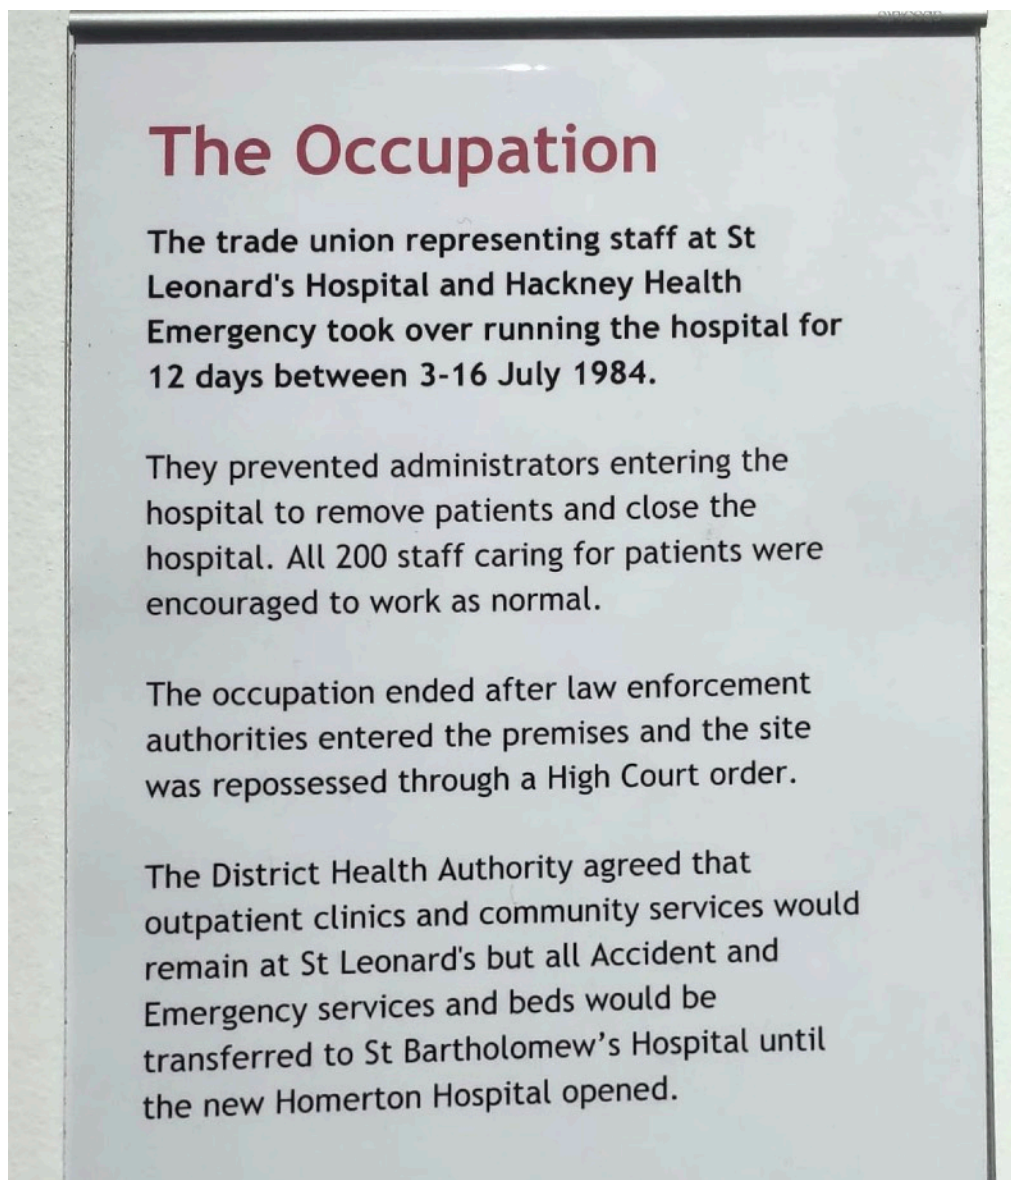 The Occupation
The trade union representing staff at St
Leonard's Hospital and Hackney Health
Emergency took over running the hospital for
12 days between 3-16 July 1984.
They prevented administrators entering the
hospital to remove patients and close the
hospital. All 200 staff caring for patients were
encouraged to work as normal.
The occupation ended after law enforcement
authorities entered the premises and the site
was repossessed through a High Court order.
The District Health Authority agreed that
outpatient clinics and community services would
remain at St Leonard's but all Accident and
Emergency services and beds would be
transferred to St Bartholomew’s Hospital until
the new Homerton Hospital opened.